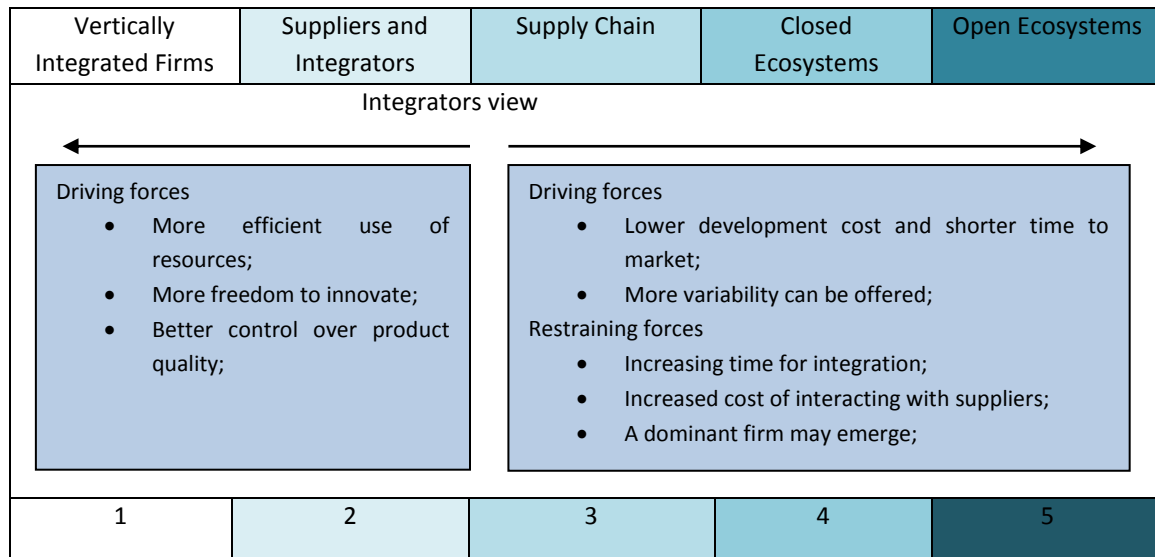 Vertically
Integrated Firms
Suppliers and
Integrators
Supply Chain
Closed
Ecosystems
Open Ecosystems
Integrators view
Driving forces
• More efficient use of
resources;
• More freedom to innovate;
• Better control over product
quality;
Driving forces
• Lower development cost and shorter time to
market;
• More variability can be offered;
Restraining forces
• Increasing time for integration;
• Increased cost of interacting with suppliers;
• A dominant firm may emerge;
1
2
3
4
5